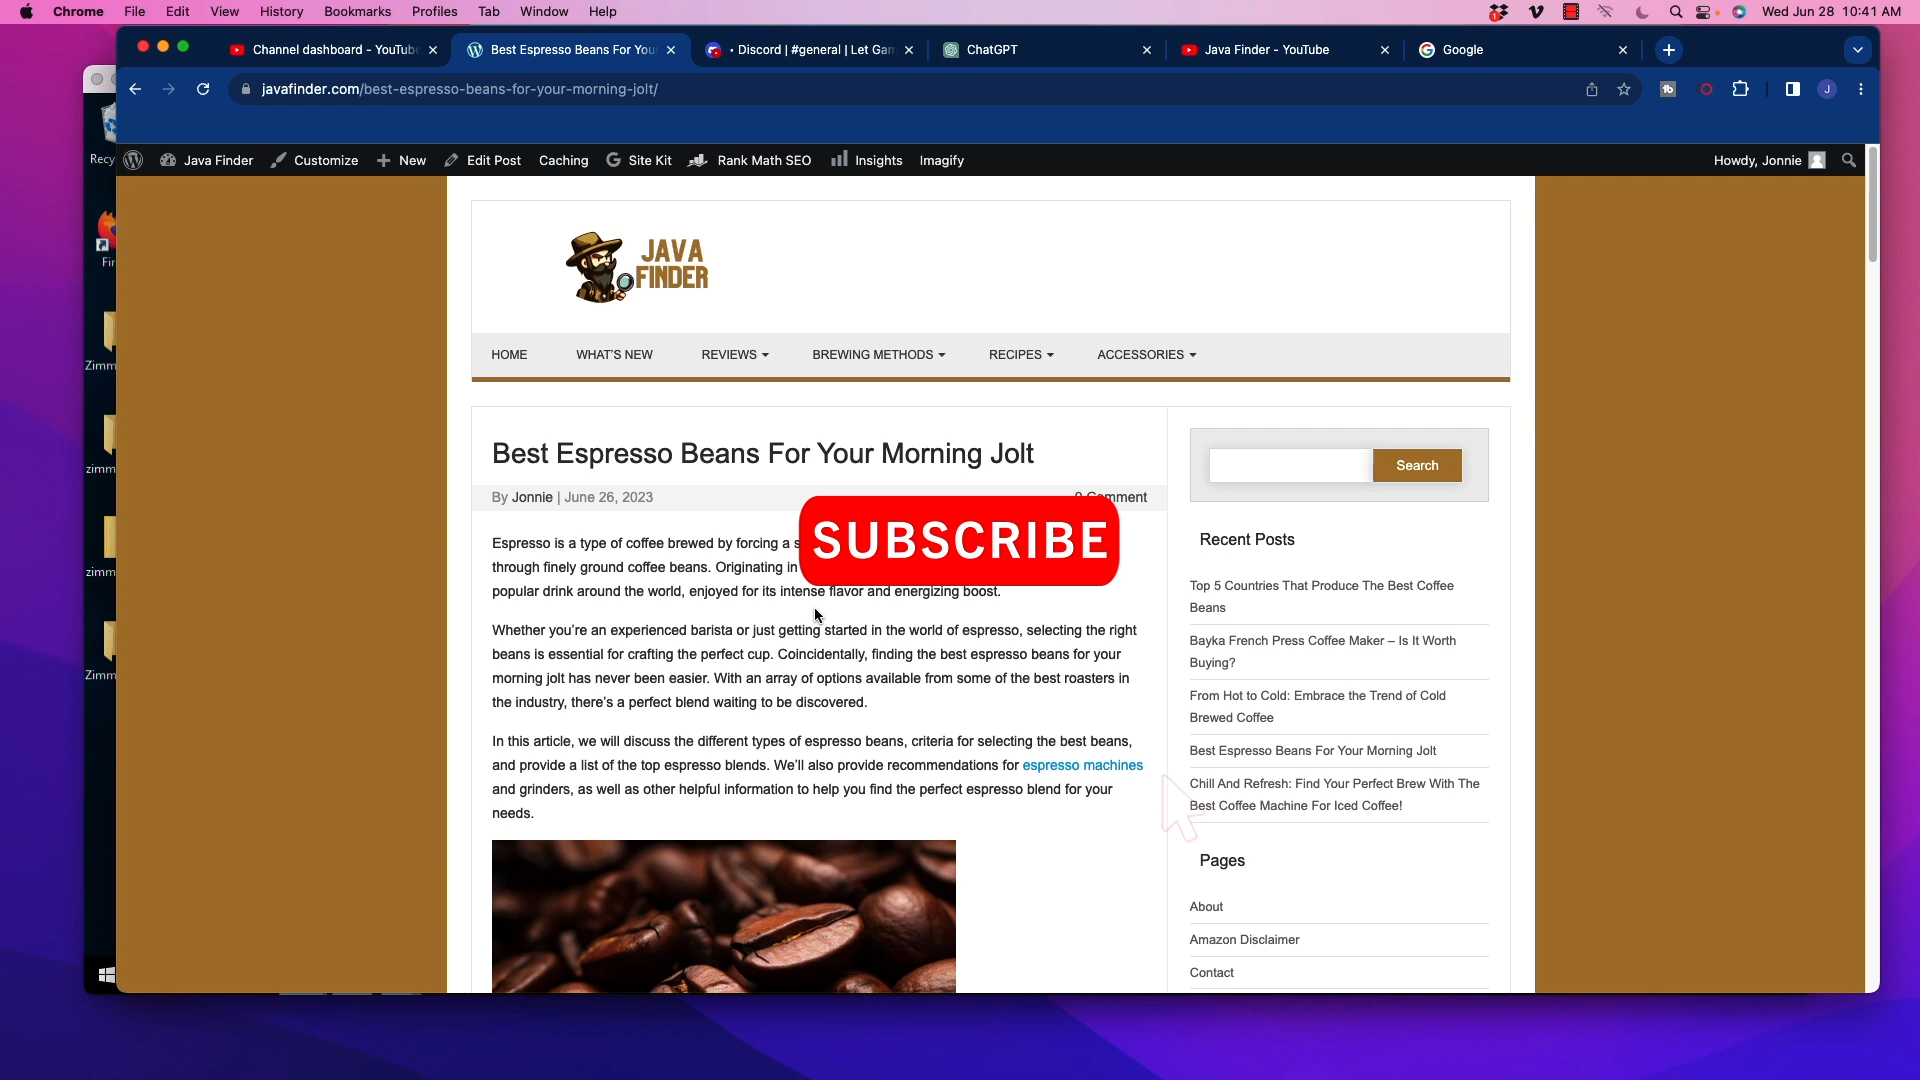 Chrome File Edit View History Bookmarks Profiles Tab Window Help
1
Wed Jun 28 10:41 AM
Channel dashboard - YouTub
Best Espresso Beans For You
• Discord | #general | Let Gam
ChatGPT
Java Finder - YouTube
Google
javafinder.com/best-espresso-beans-for-your-morning-jolt/
tb
J
Java Finder Customize New Edit Post Caching Site Kit Rank Math SEO Insights Imagify
Howdy, Jonnie
Recy
Fir
Zimm
zimm
zimm
Zimm
JAVA
FINDER
HOME WHAT'S NEW REVIEWS BREWING METHODS RECIPES ACCESSORIES
Best Espresso Beans For Your Morning Jolt
By Jonnie | June 26, 2023
0 Comment
Espresso is a type of coffee brewed by forcing a s
through finely ground coffee beans. Originating in
popular drink around the world, enjoyed for its intense flavor and energizing boost.
SUBSCRIBE
Whether you're an experienced barista or just getting started in the world of espresso, selecting the right
beans is essential for crafting the perfect cup. Coincidentally, finding the best espresso beans for your
morning jolt has never been easier. With an array of options available from some of the best roasters in
the industry, there's a perfect blend waiting to be discovered.
In this article, we will discuss the different types of espresso beans, criteria for selecting the best beans,
and provide a list of the top espresso blends. We'll also provide recommendations for espresso machines
and grinders, as well as other helpful information to help you find the perfect espresso blend for your
needs.
Search
Recent Posts
Top 5 Countries That Produce The Best Coffee
Beans
Bayka French Press Coffee Maker – Is It Worth
Buying?
From Hot to Cold: Embrace the Trend of Cold
Brewed Coffee
Best Espresso Beans For Your Morning Jolt
Chill And Refresh: Find Your Perfect Brew With The
Best Coffee Machine For Iced Coffee!
Pages
About
Amazon Disclaimer
Contact